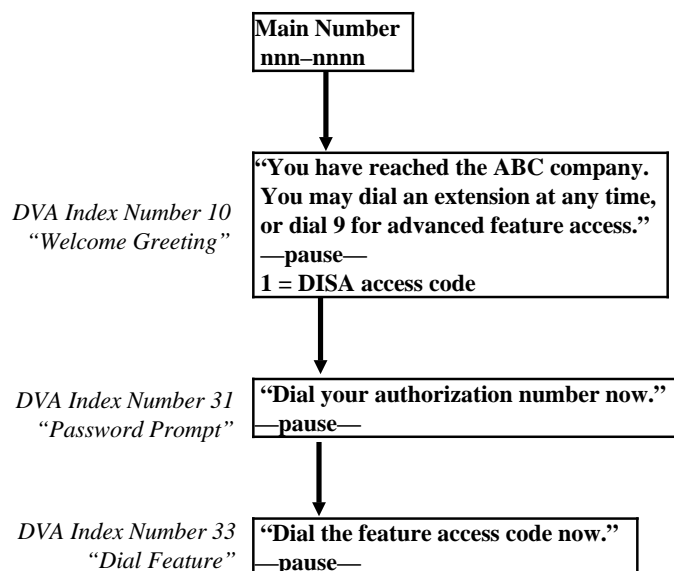 Main Number
nnn–nnnn
“You have reached the ABC company.
You may dial an extension at any time,
or dial 9 for advanced feature access.”
—pause—
1 = DISA access code
DVA Index Number 10
“Welcome Greeting”
“Dial your authorization number now.”
—pause—
DVA Index Number 31
“Password Prompt”
“Dial the feature access code now.”
—pause—
DVA Index Number 33
“Dial Feature”